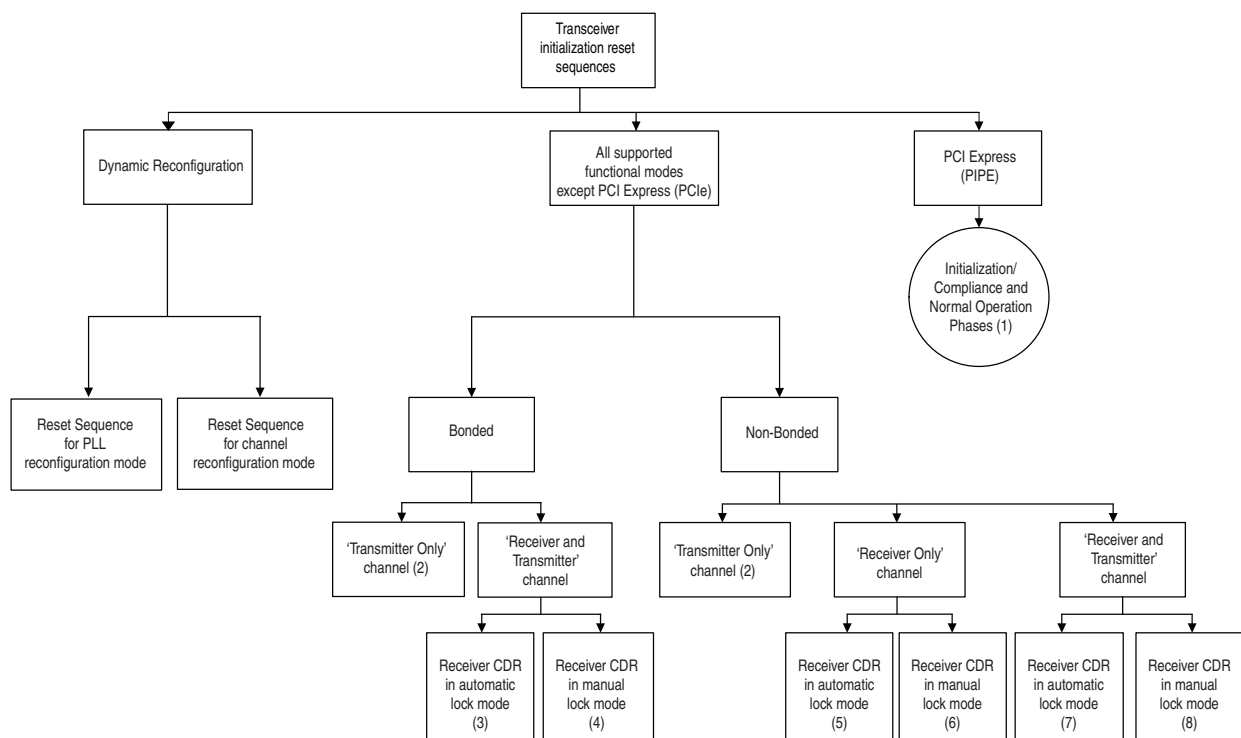 Transceiver
initialization reset
sequences
Dynamic Reconfiguration
All supported
functional modes
except PCI Express (PCIe)
PCI Express
(PIPE)
Initialization/
Compliance and
Normal Operation
Phases (1)
Reset Sequence
for PLL
reconfiguration mode
Reset Sequence
for channel
reconfiguration mode
Bonded
Non-Bonded
‘Transmitter Only’
channel (2)
‘Receiver and
Transmitter’
channel
‘Transmitter Only’
channel (2)
‘Receiver Only’
channel
‘Receiver and
Transmitter’
channel
Receiver CDR
in automatic
lock mode
(3)
Receiver CDR
in manual
lock mode
(4)
Receiver CDR
in automatic
lock mode
(5)
Receiver CDR
in manual
lock mode
(6)
Receiver CDR
in automatic
lock mode
(7)
Receiver CDR
in manual
lock mode
(8)